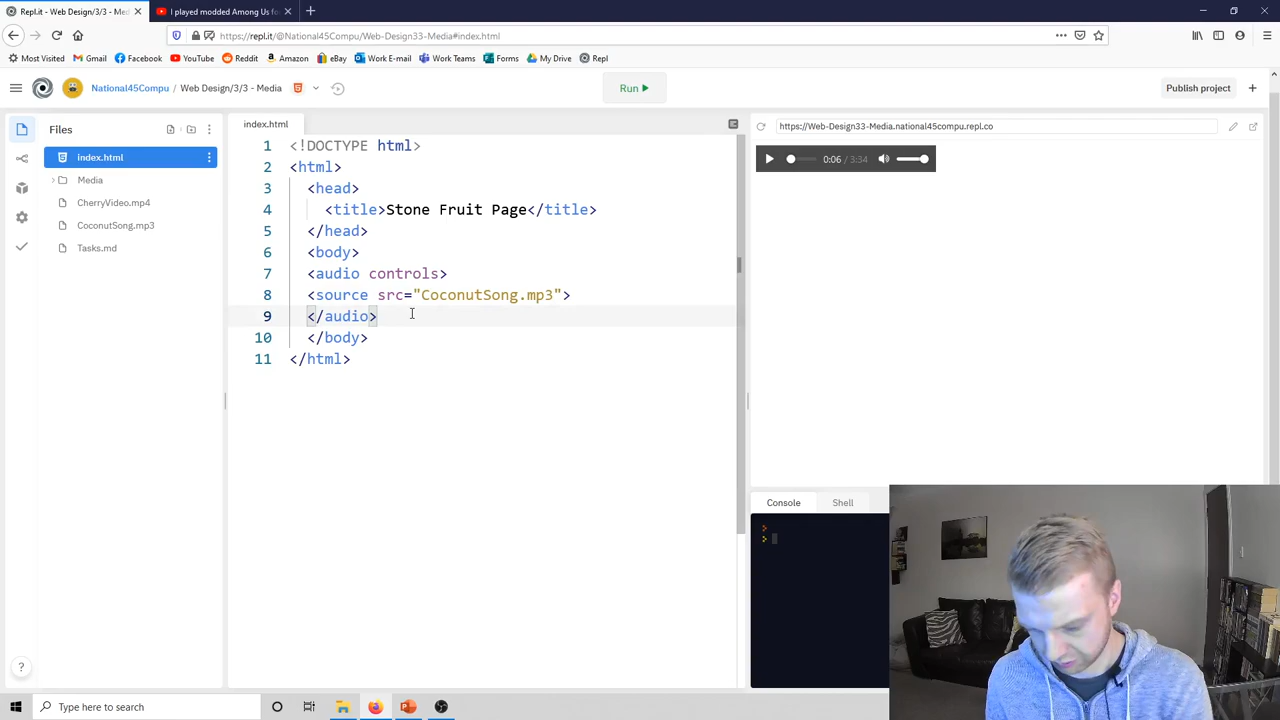 Repl.it - Web Design/3/3 - Med
I played modded Among Us fo
https://repl.it/@National45Compu/Web-Design33-Media#index.html
Most Visited
Gmail
Facebook
YouTube
Reddit
Amazon
eBay
Work E-mail
Work Teams
Forms
My Drive
Repl
National45Compu / Web Design/3/3 - Media
Run
Publish project
Files
index.html
Media
CherryVideo.mp4
CoconutSong.mp3
Tasks.md
index.html
1 <!DOCTYPE html>
2 <html>
3 <head>
4 <title>Stone Fruit Page</title>
5 </head>
6 <body>
7 <audio controls>
8 <source src="CoconutSong.mp3">
9 </audio>
10 </body>
11 </html>
https://Web-Design33-Media.national45compu.repl.co
0:06 / 3:34
Console
Shell
Type here to search